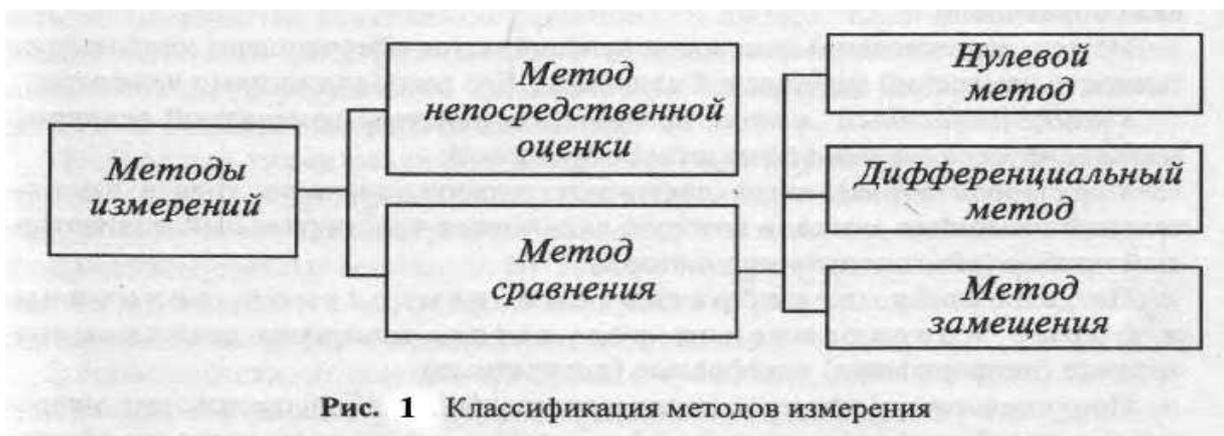 Методы
измерений
Метод
непосредственной
оценки
Метод
сравнения
Нулевой
метод
Дифференциальный
метод
Метод
замещения
Рис. 1 Классификация методов измерения